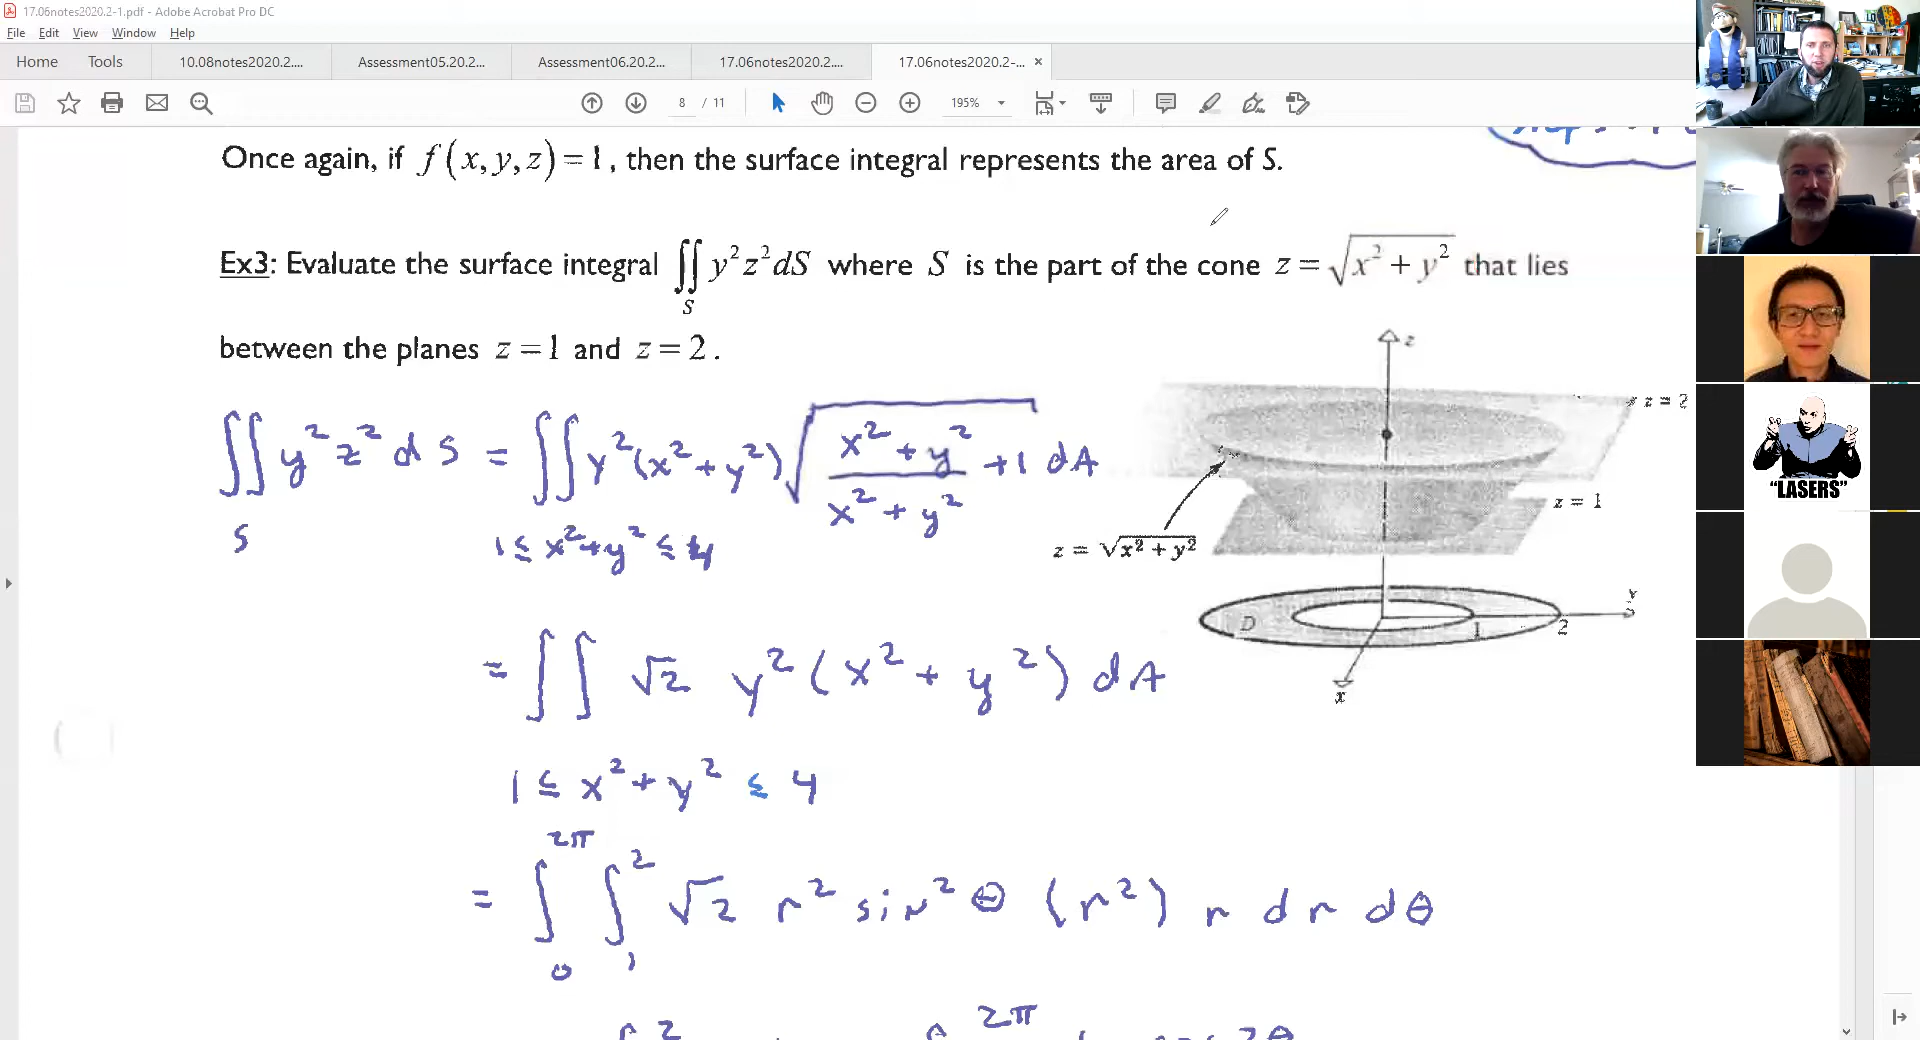 17.06notes2020.2-1.pdf - Adobe Acrobat Pro DC
File Edit View Window Help
Home Tools 10.08notes2020.2.... Assessment05.20.2... Assessment06.20.2... 17.06notes2020.2.... 17.06notes2020.2-... ×
8 / 11 195%
Once again, if f(x,y,z)=1, then the surface integral represents the area of S.
Ex3: Evaluate the surface integral ∬_S y²z²dS where S is the part of the cone z=√(x²+y²) that lies
between the planes z=1 and z=2.
∬_S y²z² dS = ∬_{1≤x²+y²≤4} y²(x²+y²)√((x²+y²)/(x²+y²) +1) dA
= ∬_{1≤x²+y²≤4} √2 y²(x²+y²) dA
= ∫_0^{2π} ∫_1^2 √2 r² sin²θ (r²) r dr dθ
z
z = 2
z = 1
z = √(x²+y²)
D
1 2
y
x
"LASERS"